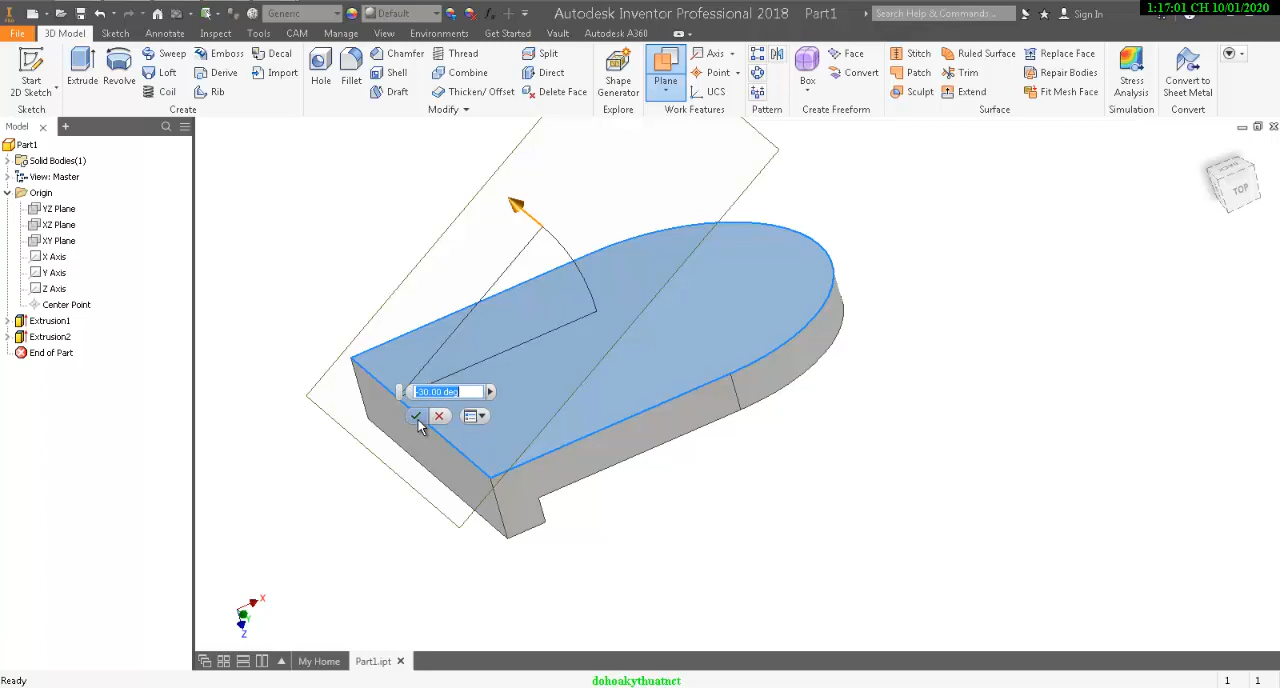 Generic
Default
Autodesk Inventor Professional 2018 Part1
Search Help & Commands...
Sign In
1:17:01 CH 10/01/2020
File 3D Model Sketch Annotate Inspect Tools CAM Manage View Environments Get Started Vault Autodesk A360
Start
2D Sketch
Sketch
Extrude
Revolve
Sweep
Loft
Coil
Emboss
Derive
Rib
Decal
Import
Create
Hole
Fillet
Chamfer
Shell
Draft
Thread
Combine
Thicken/ Offset
Split
Direct
Delete Face
Modify
Shape
Generator
Explore
Plane
Axis
Point
UCS
Work Features
Pattern
Box
Face
Convert
Create Freeform
Stitch
Patch
Sculpt
Ruled Surface
Trim
Extend
Replace Face
Repair Bodies
Fit Mesh Face
Surface
Stress
Analysis
Simulation
Convert to
Sheet Metal
Convert
Model
Part1
Solid Bodies(1)
View: Master
Origin
YZ Plane
XZ Plane
XY Plane
X Axis
Y Axis
Z Axis
Center Point
Extrusion1
Extrusion2
End of Part
TOP
-30.00 deg
X
Z
My Home
Part1.ipt
Ready
dohoakythuatnet
1 1